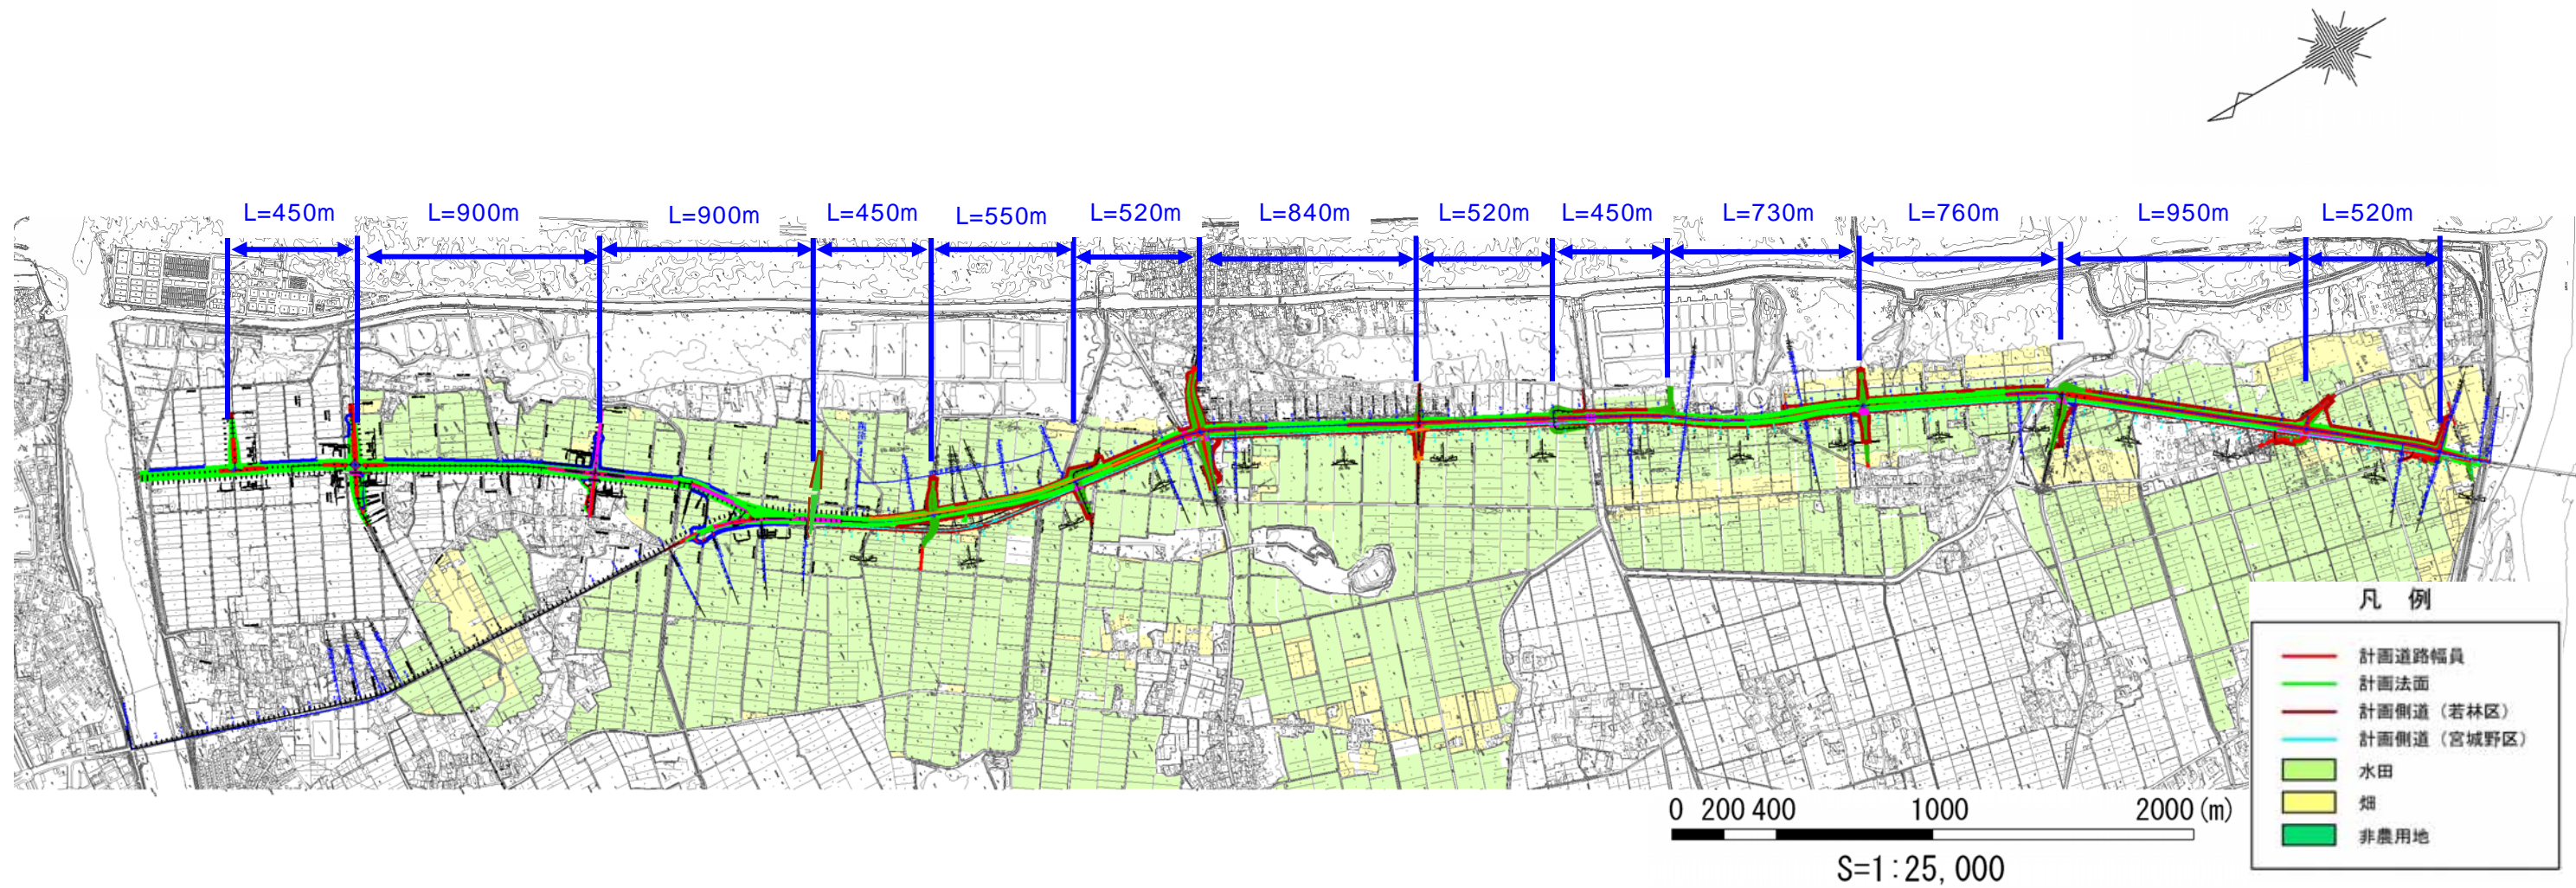 L=450m
L=900m
L=900m
L=450m
L=550m
L=520m
L=840m
L=520m
L=450m
L=730m
L=760m
L=950m
L=520m
凡 例
計画道路幅員
計画法面
計画側道（若林区）
計画側道（宮城野区）
水田
畑
非農用地
0 200 400 1000 2000 (m)
S=1:25,000